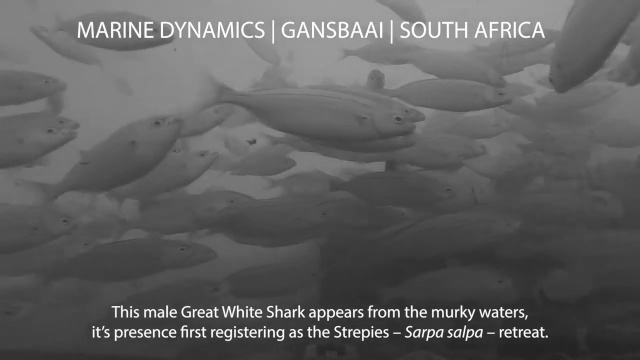 MARINE DYNAMICS | GANSBAAI | SOUTH AFRICA
This male Great White Shark appears from the murky waters,
it's presence first registering as the Strepies – Sarpa salpa – retreat.